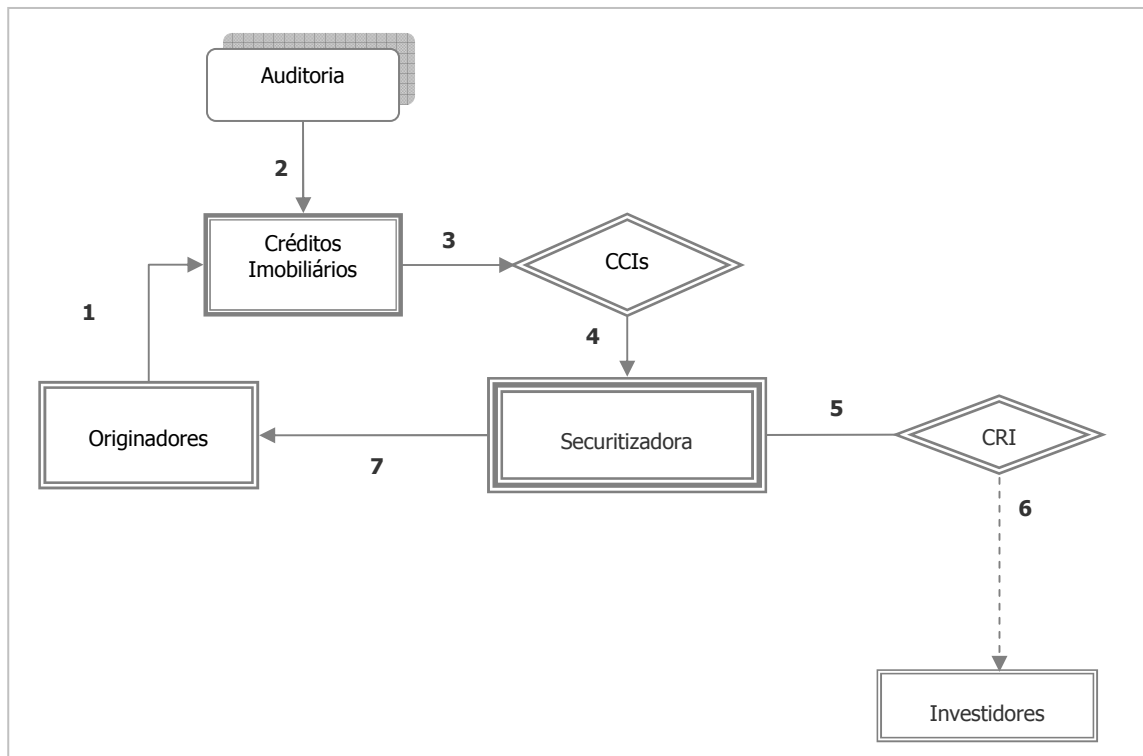 Auditoria
2
Créditos
Imobiliários
3
CCIs
1
4
Originadores
7
Securitizadora
5
CRI
6
Investidores